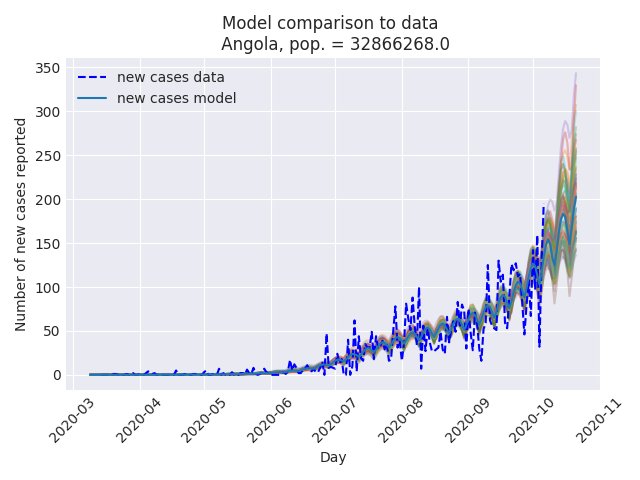 Model comparison to data
Angola, pop. = 32866268.0
new cases data
new cases model
Number of new cases reported
350
300
250
200
150
100
50
0
2020-03
2020-04
2020-05
2020-06
2020-07
2020-08
2020-09
2020-10
2020-11
Day